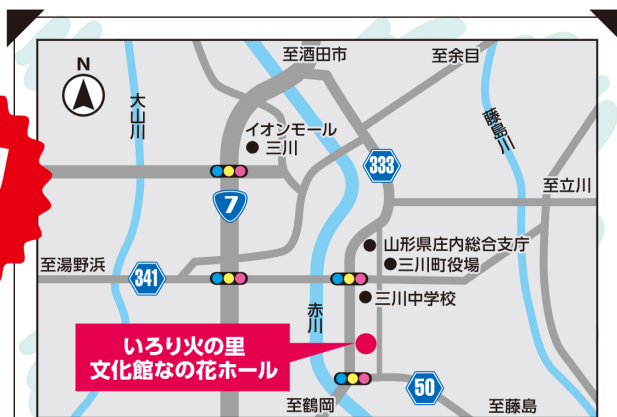 N
至酒田市
至余目
大山川
イオンモール
三川
藤島川
333
7
至立川
山形県庄内総合支庁
三川町役場
至湯野浜
341
三川中学校
赤川
いろり火の里
文化館なの花ホール
50
至鶴岡
至藤島